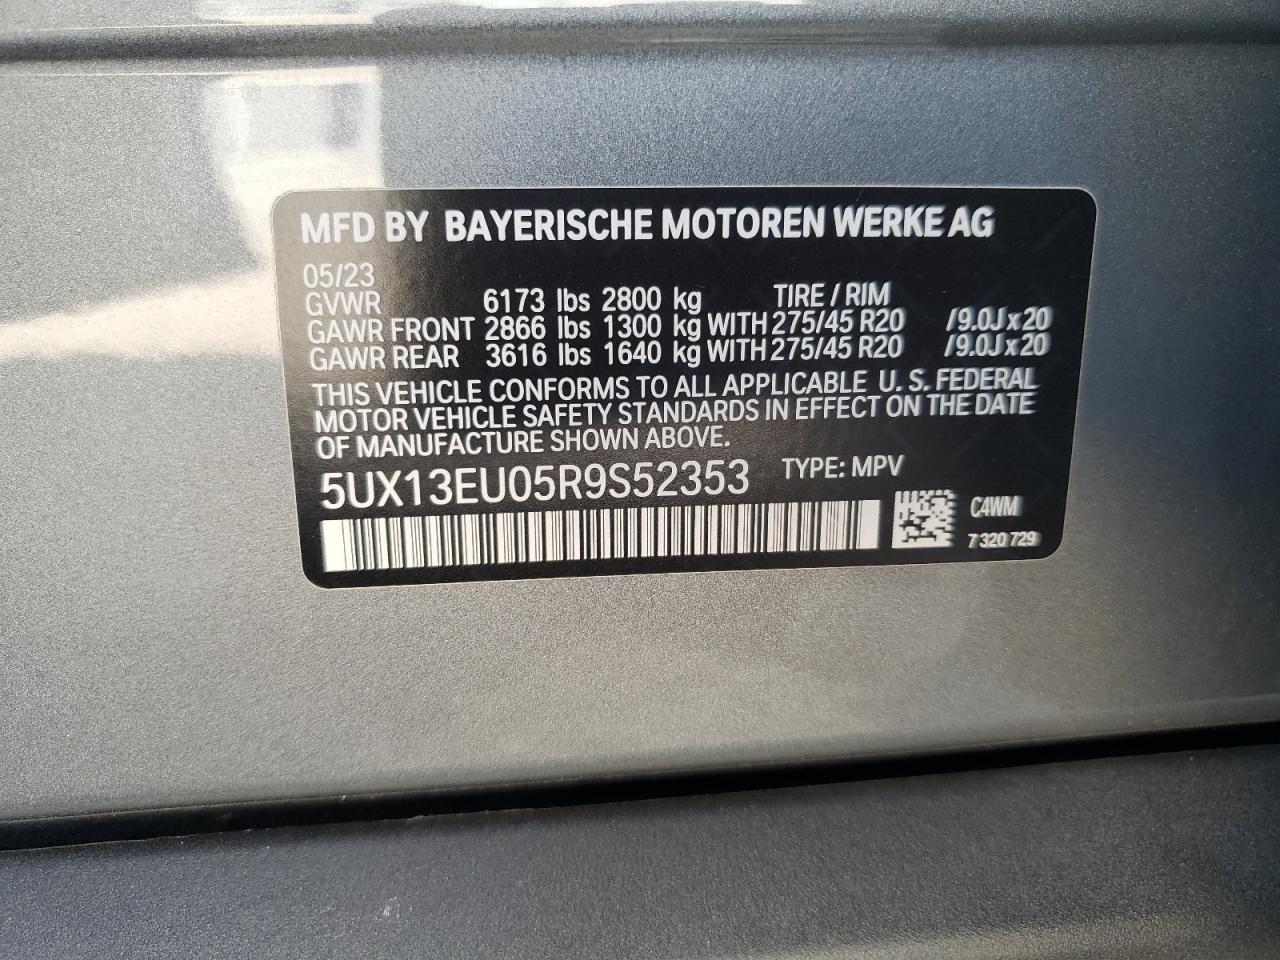 MFD BY BAYERISCHE MOTOREN WERKE AG
05/23
GVWR 6173 lbs 2800 kg TIRE / RIM
GAWR FRONT 2866 lbs 1300 kg WITH 275/45 R20 /9.0J x 20
GAWR REAR 3616 lbs 1640 kg WITH 275/45 R20 /9.0J x 20
THIS VEHICLE CONFORMS TO ALL APPLICABLE U. S. FEDERAL
MOTOR VEHICLE SAFETY STANDARDS IN EFFECT ON THE DATE
OF MANUFACTURE SHOWN ABOVE.
5UX13EU05R9S52353 TYPE: MPV
C4WM
7 320 729